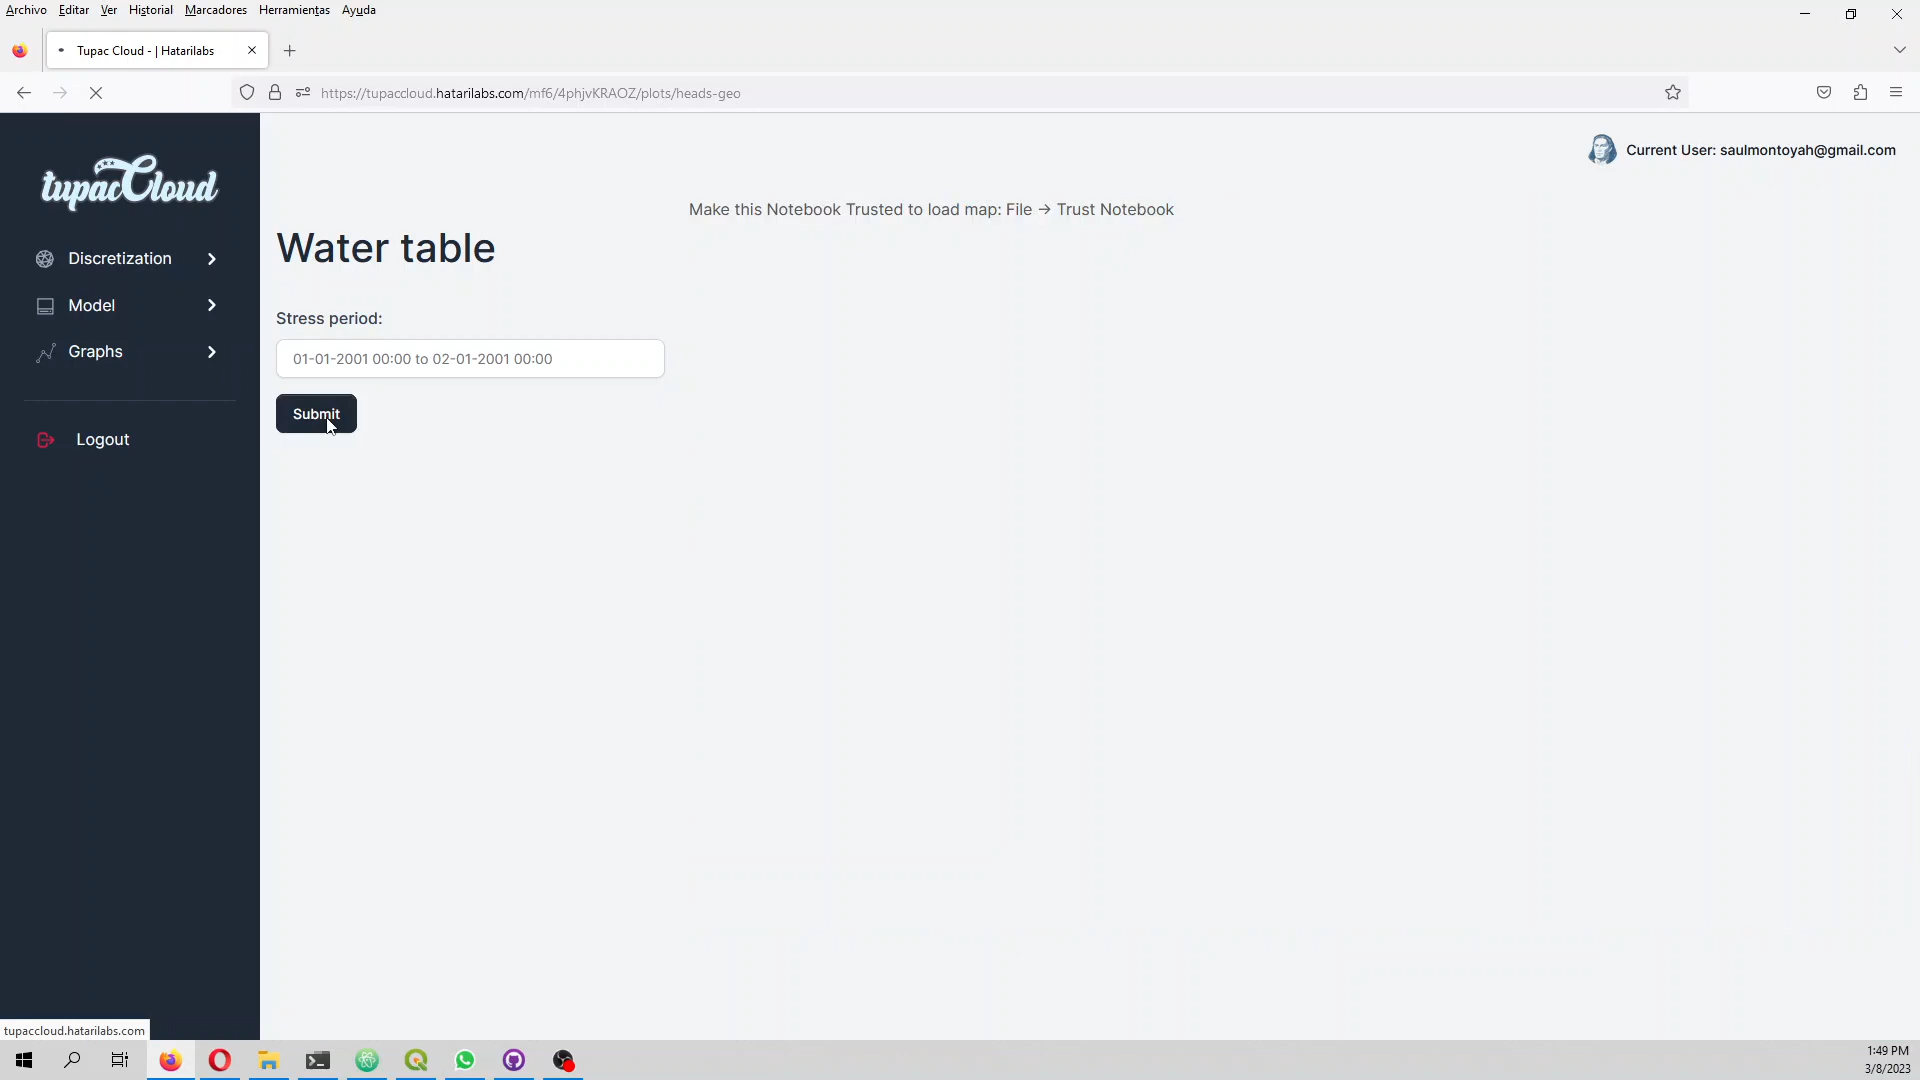 Archivo Editar Ver Historial Marcadores Herramientas Ayuda
Tupac Cloud - | Hatarilabs
https://tupaccloud.hatarilabs.com/mf6/4phjvKRAOZ/plots/heads-geo
tupacCloud
Current User: saulmontoyah@gmail.com
Make this Notebook Trusted to load map: File -> Trust Notebook
Water table
Discretization
Model
Graphs
Logout
Stress period:
01-01-2001 00:00 to 02-01-2001 00:00
Submit
tupaccloud.hatarilabs.com
1:49 PM
3/8/2023